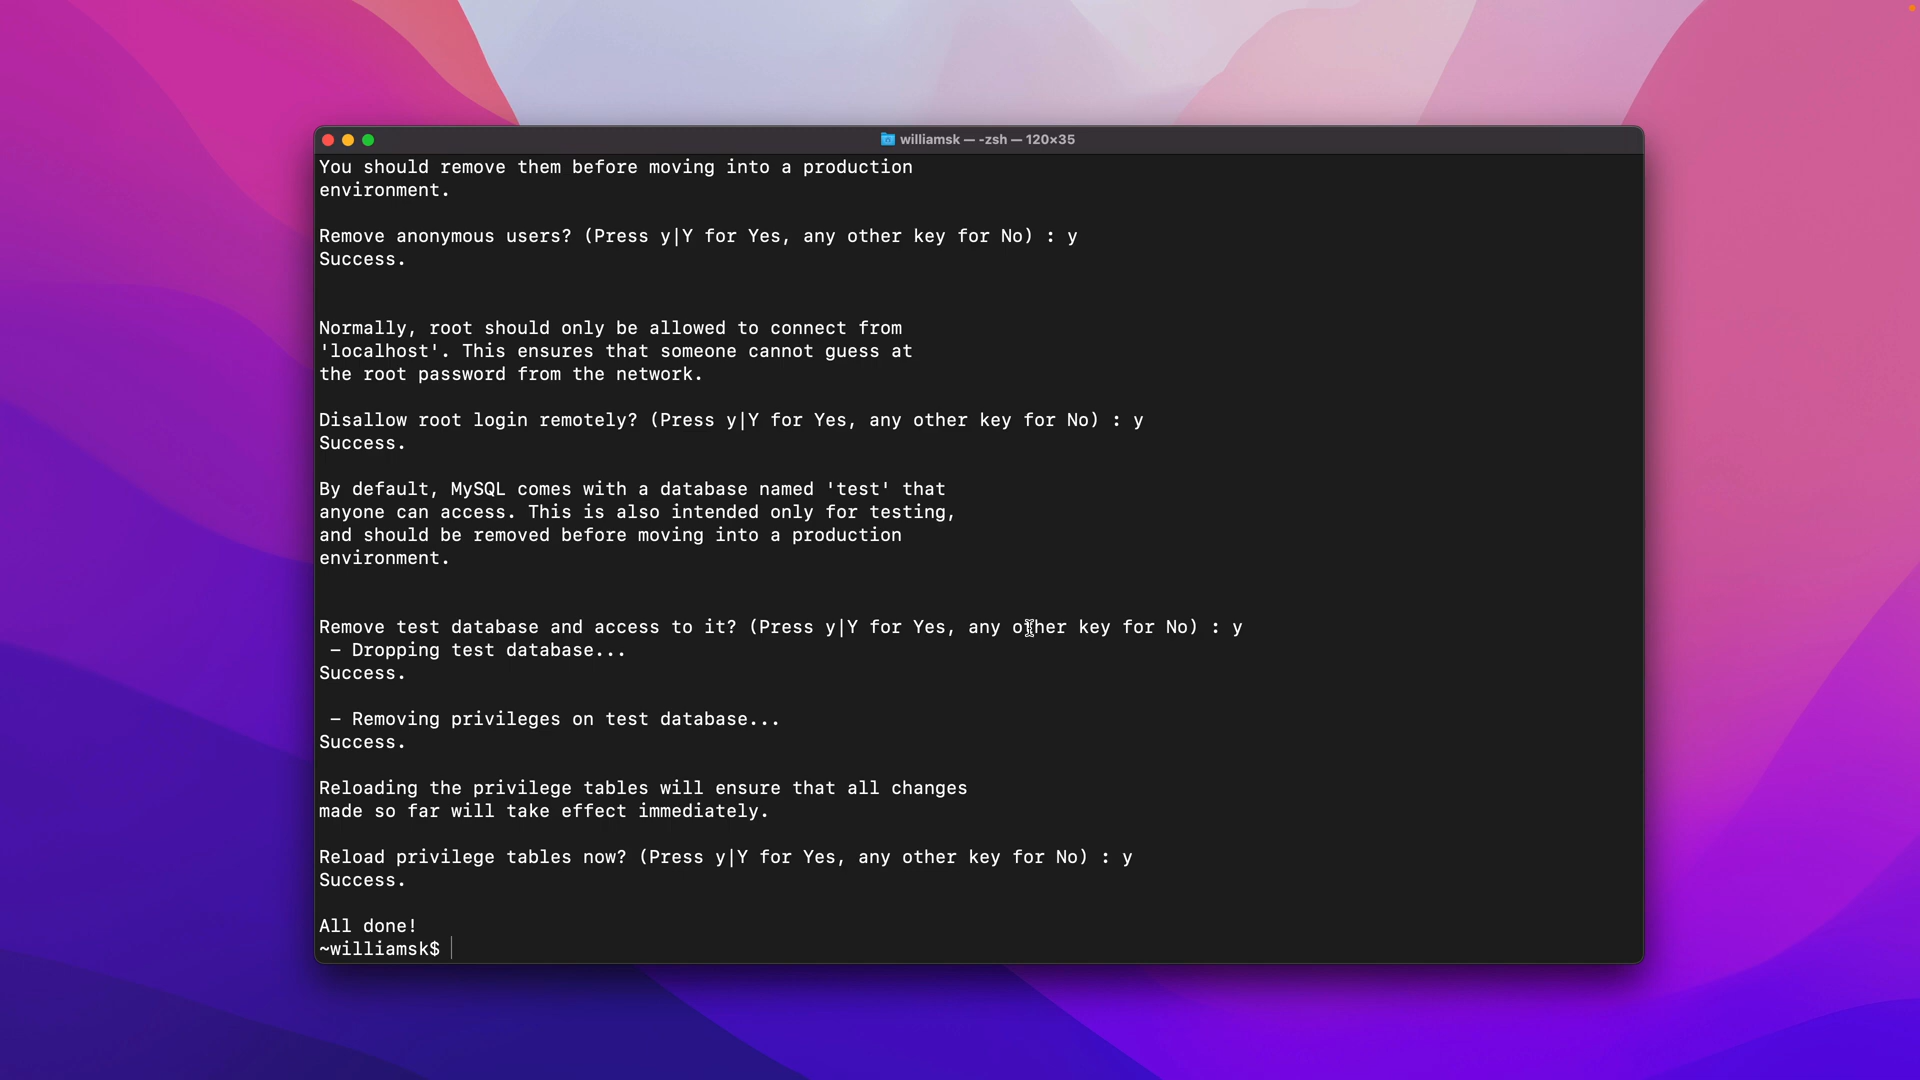 williamsk — -zsh — 120×35
You should remove them before moving into a production
environment.
Remove anonymous users? (Press y|Y for Yes, any other key for No) : y
Success.
Normally, root should only be allowed to connect from
'localhost'. This ensures that someone cannot guess at
the root password from the network.
Disallow root login remotely? (Press y|Y for Yes, any other key for No) : y
Success.
By default, MySQL comes with a database named 'test' that
anyone can access. This is also intended only for testing,
and should be removed before moving into a production
environment.
Remove test database and access to it? (Press y|Y for Yes, any other key for No) : y
 - Dropping test database...
Success.
 - Removing privileges on test database...
Success.
Reloading the privilege tables will ensure that all changes
made so far will take effect immediately.
Reload privilege tables now? (Press y|Y for Yes, any other key for No) : y
Success.
All done!
~williamsk$